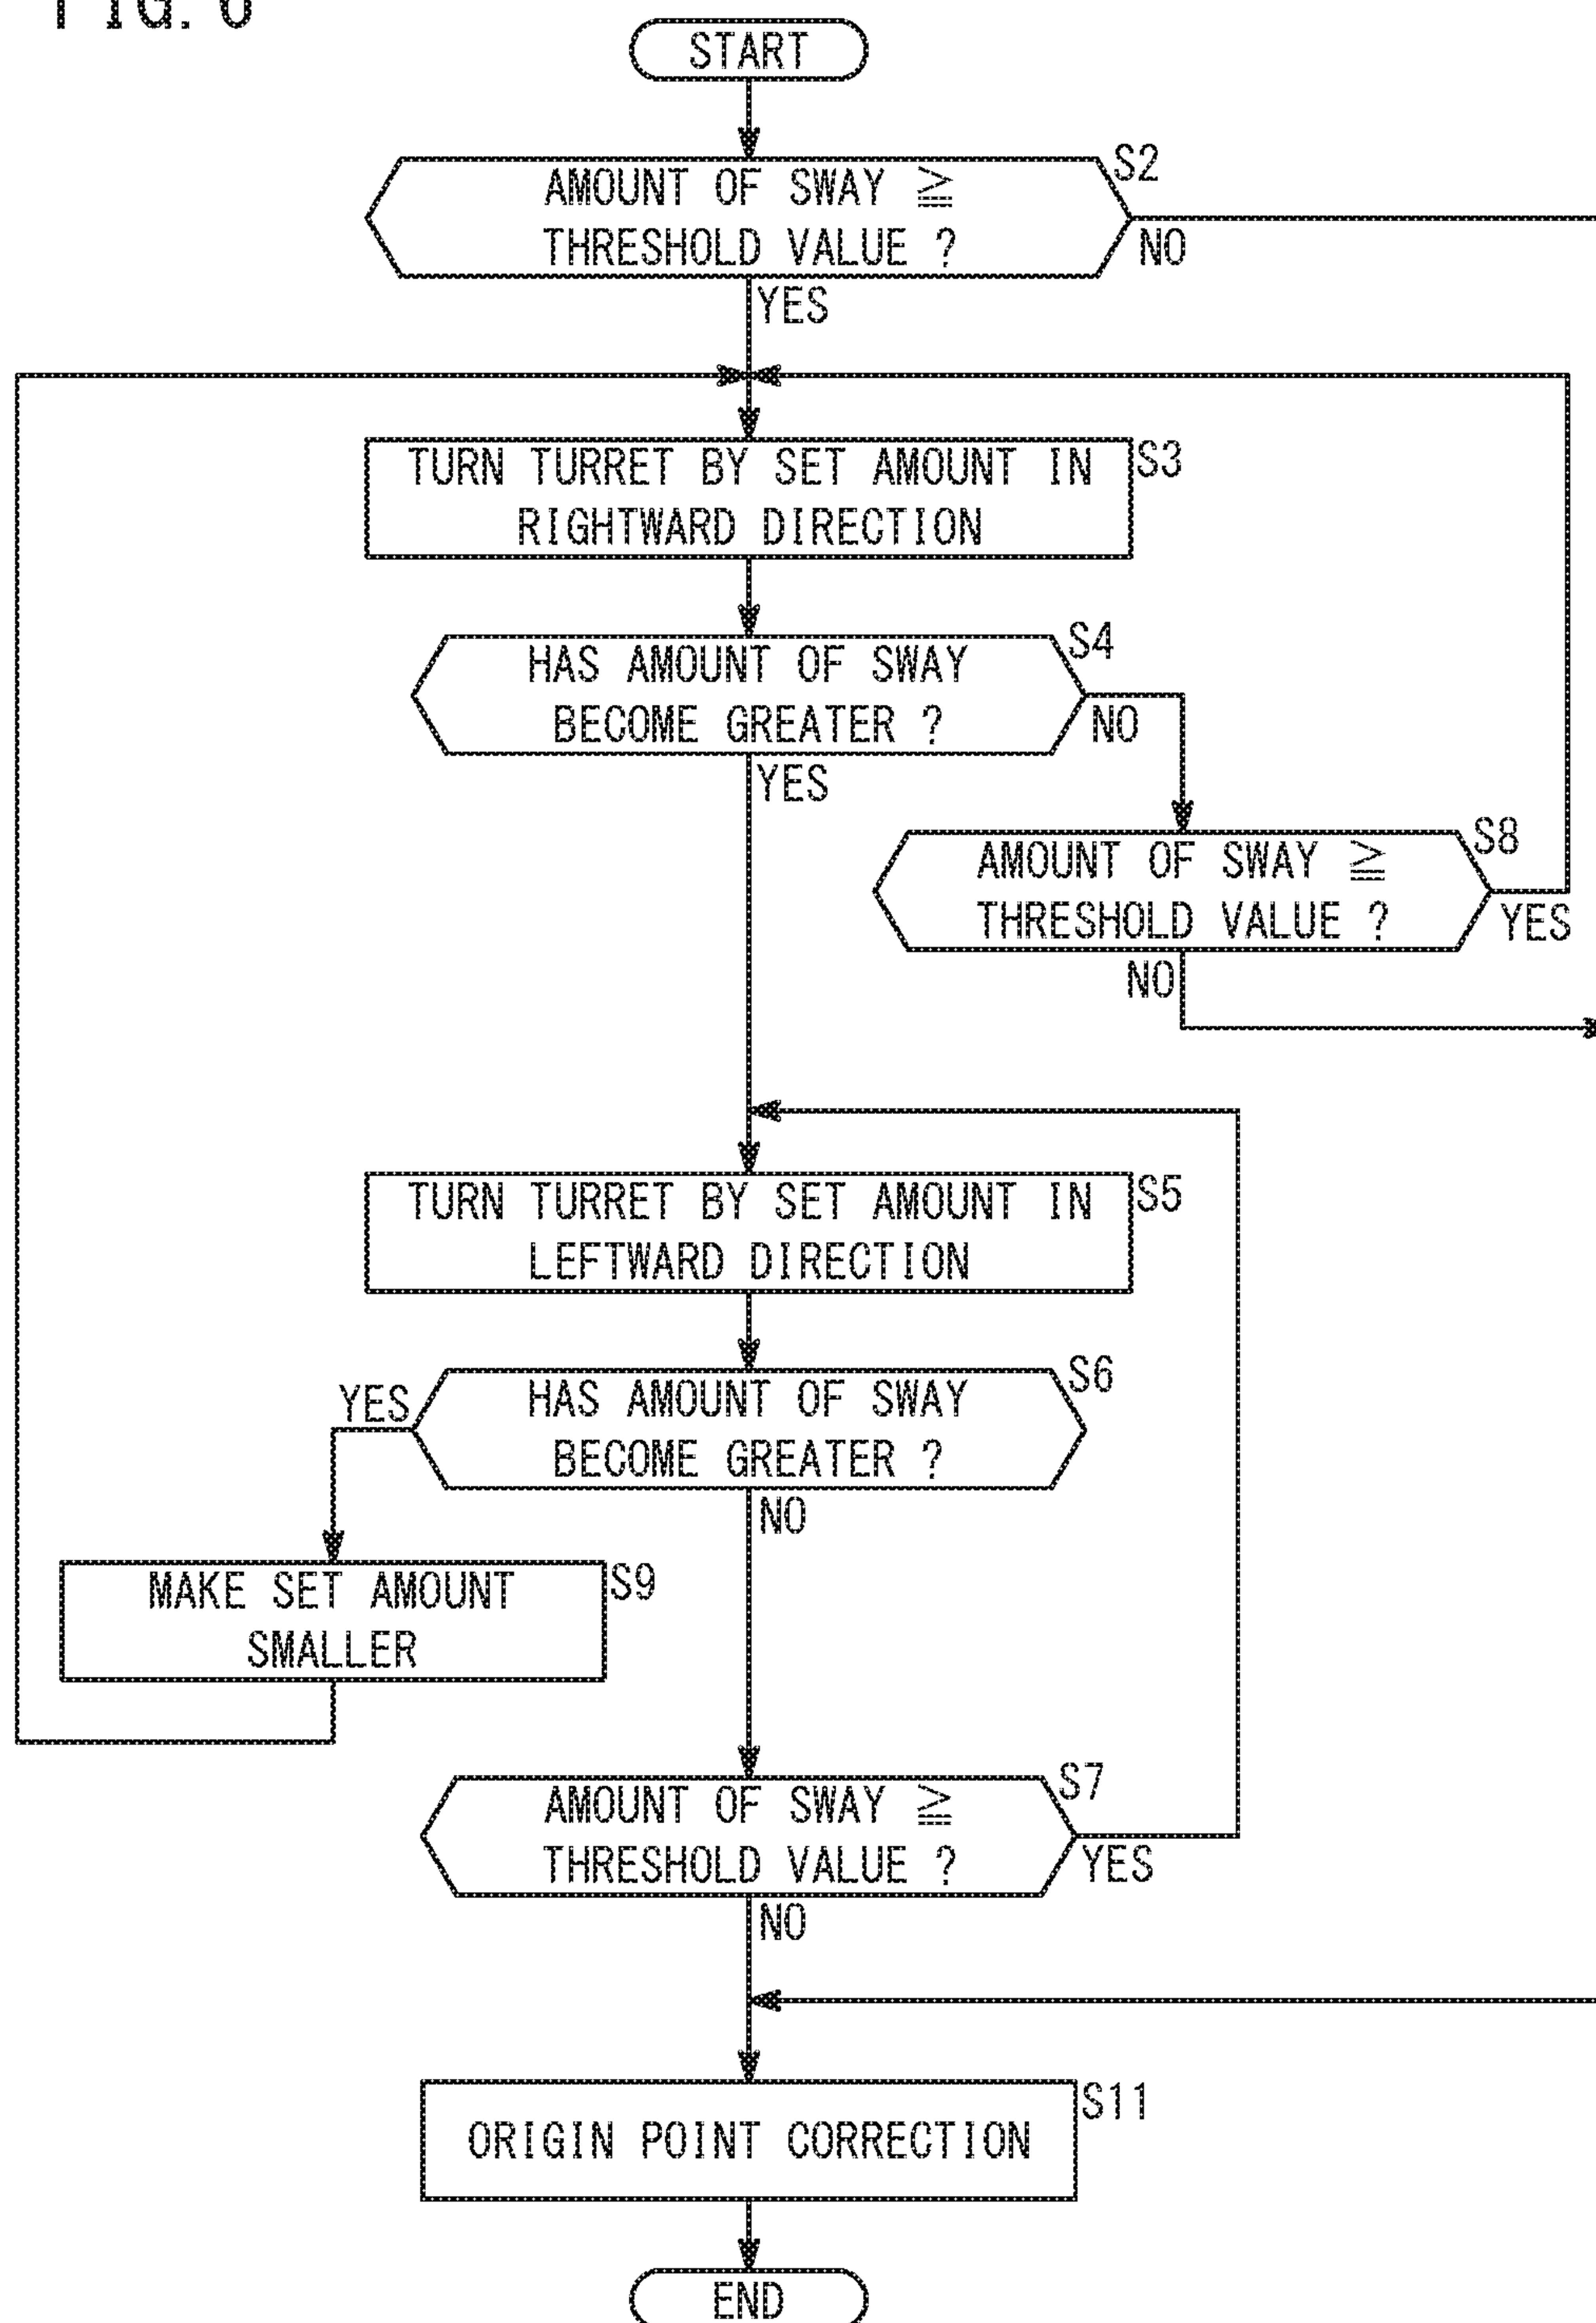 START
S2
AMOUNT OF SWAY ≧
THRESHOLD VALUE ?
NO
YES
TURN TURRET BY SET AMOUNT IN
RIGHTWARD DIRECTION
S3
HAS AMOUNT OF SWAY
BECOME GREATER ?
S4
NO
YES
AMOUNT OF SWAY ≧
THRESHOLD VALUE ?
S8
YES
NO
TURN TURRET BY SET AMOUNT IN
LEFTWARD DIRECTION
S5
HAS AMOUNT OF SWAY
BECOME GREATER ?
S6
YES
NO
MAKE SET AMOUNT
SMALLER
S9
AMOUNT OF SWAY ≧
THRESHOLD VALUE ?
S7
YES
NO
ORIGIN POINT CORRECTION
S11
END